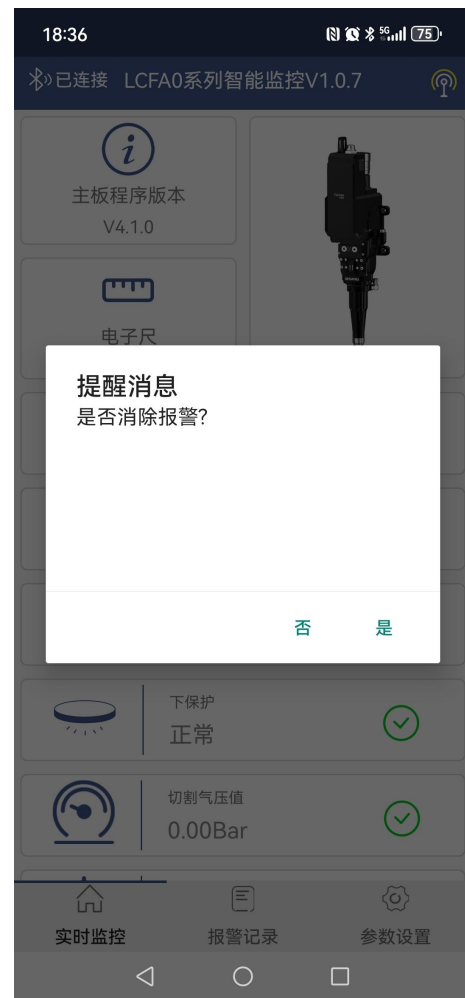 18:36
5G
75
已连接 LCFA0系列智能监控V1.0.7
主板程序版本
V4.1.0
电子尺
提醒消息
是否消除报警?
否 是
下保护
正常
切割气压值
0.00Bar
实时监控 报警记录 参数设置